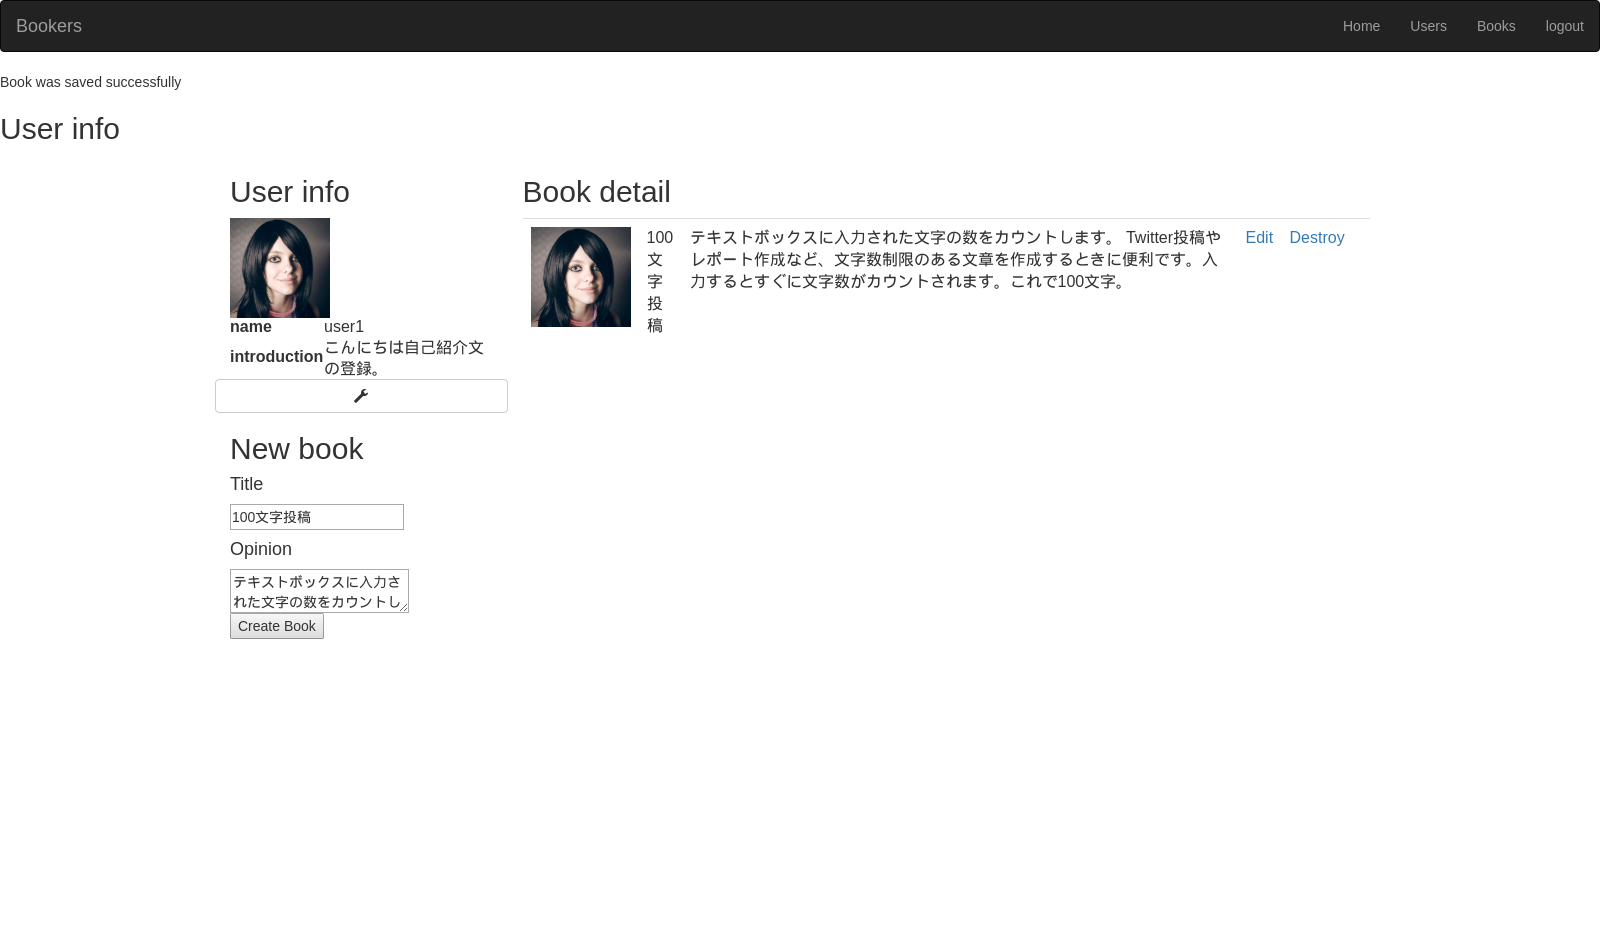 Bookers
Home
Users
Books
logout
Book was saved successfully
User info
User info
name
user1
introduction
こんにちは自己紹介文
の登録。
New book
Title
100文字投稿
Opinion
テキストボックスに入力さ
れた文字の数をカウントし
Create Book
Book detail
100
文
字
投
稿
テキストボックスに入力された文字の数をカウントします。 Twitter投稿や
レポート作成など、文字数制限のある文章を作成するときに便利です。入
力するとすぐに文字数がカウントされます。これで100文字。
Edit
Destroy